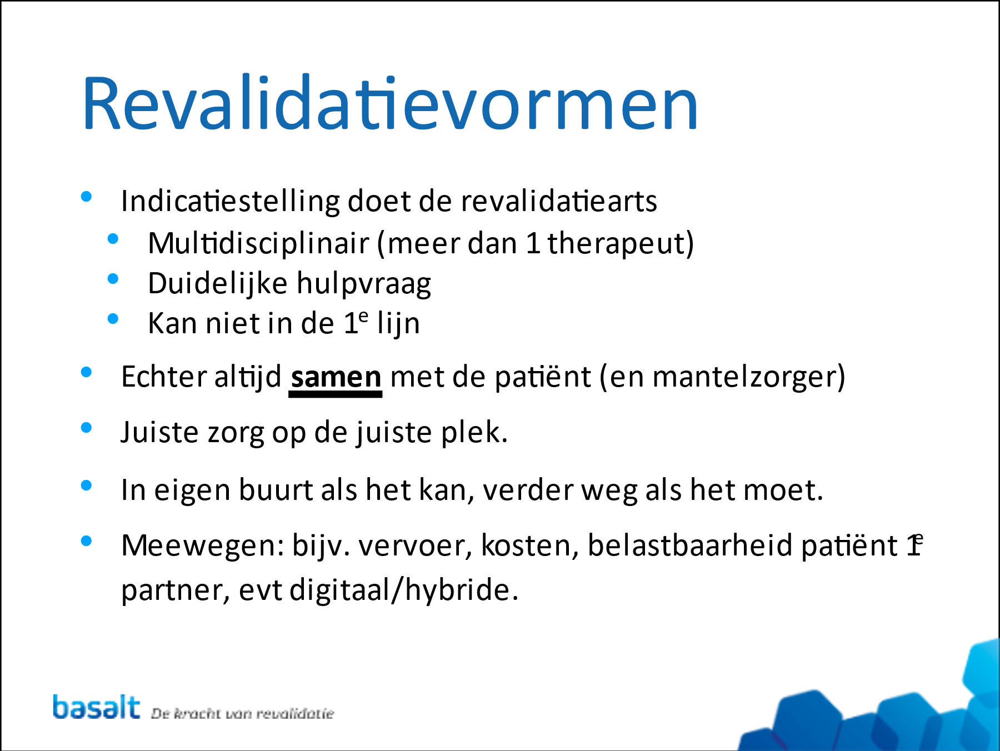 Revalidatievormen
• Indicatiestelling doet de revalidatiearts
• Multidisciplinair (meer dan 1 therapeut)
• Duidelijke hulpvraag
• Kan niet in de 1e lijn
• Echter altijd samen met de patiënt (en mantelzorger)
• Juiste zorg op de juiste plek.
• In eigen buurt als het kan, verder weg als het moet.
• Meewegen: bijv. vervoer, kosten, belastbaarheid patiënt 1e
partner, evt digitaal/hybride.
basalt De kracht van revalidatie